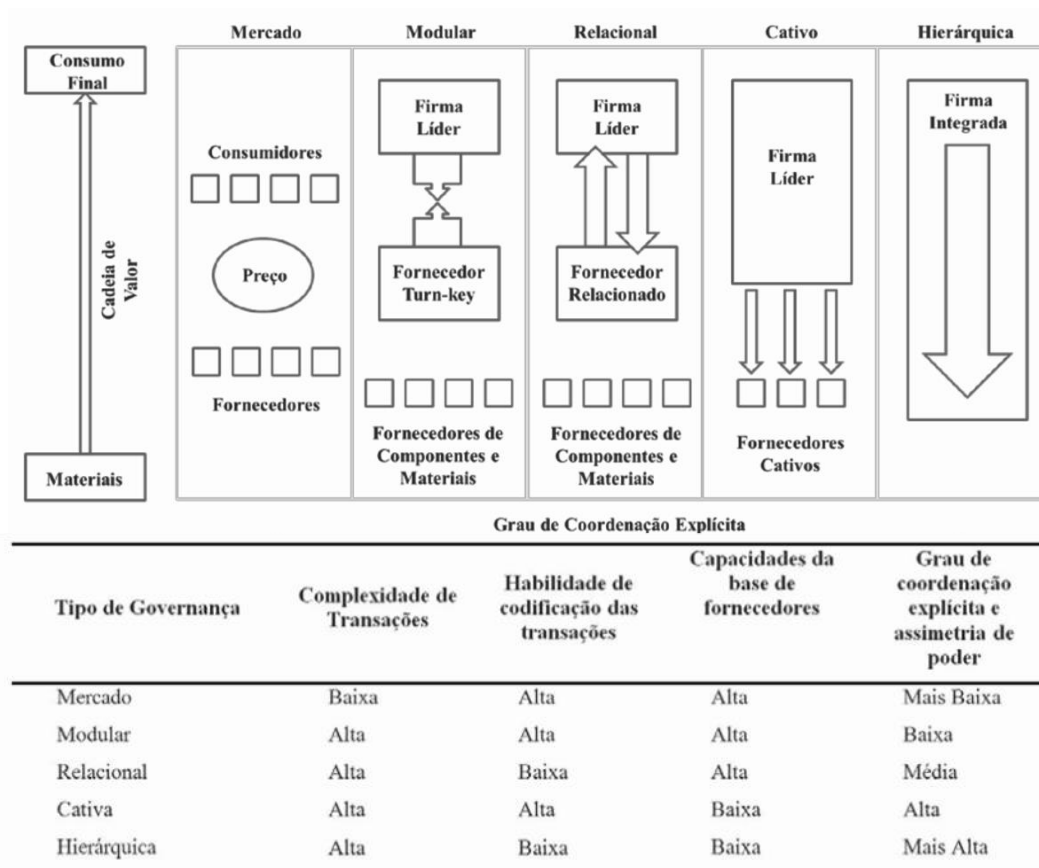 Mercado Modular Relacional Cativo Hierárquica
Consumo
Final
Cadeia de
Valor
Materiais
Consumidores
Preço
Fornecedores
Firma
Líder
Fornecedor
Turn-key
Fornecedores de
Componentes e
Materiais
Firma
Líder
Fornecedor
Relacionado
Fornecedores de
Componentes e
Materiais
Firma
Líder
Fornecedores
Cativos
Firma
Integrada
Grau de Coordenação Explícita
Tipo de Governança
Complexidade de
Transações
Habilidade de
codificação das
transações
Capacidades da
base de
fornecedores
Grau de
coordenação
explícita e
assimetria de
poder
Mercado Baixa Alta Alta Mais Baixa
Modular Alta Alta Alta Baixa
Relacional Alta Baixa Alta Média
Cativa Alta Alta Baixa Alta
Hierárquica Alta Baixa Baixa Mais Alta